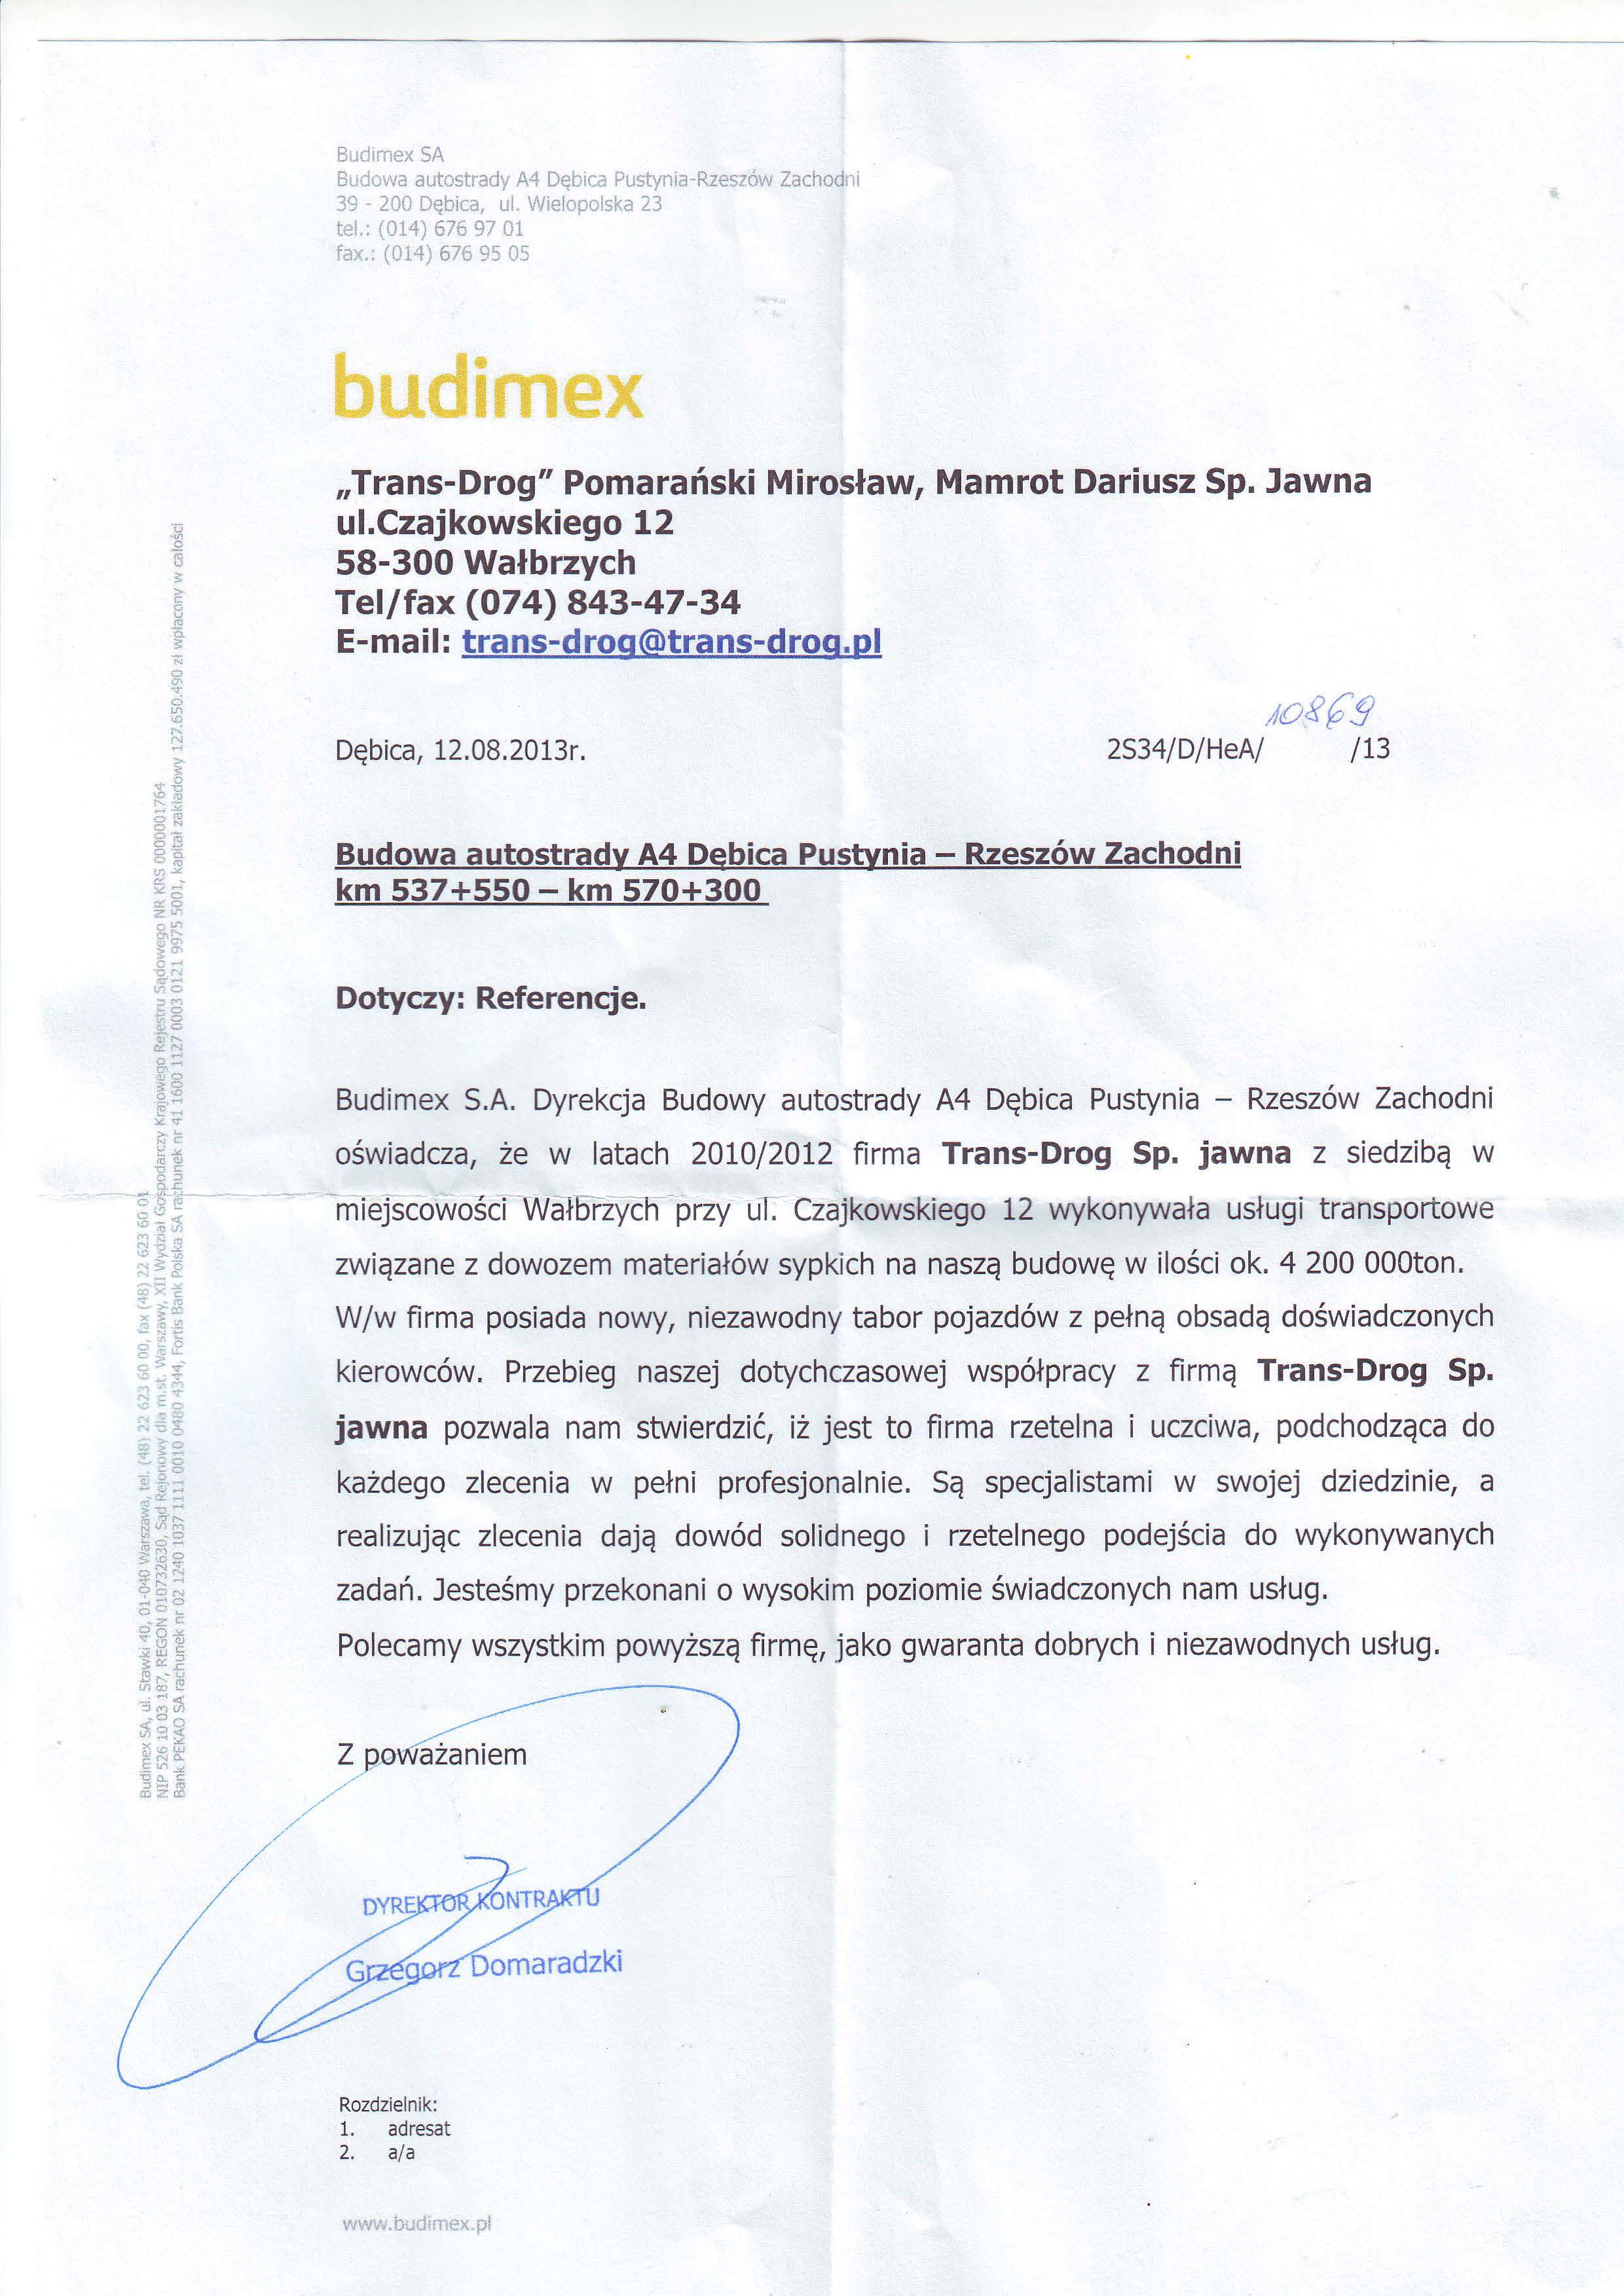 Budimex SA
Budowa autostrady A4 Dębica Pustynia-Rzeszów Zachodni
39 - 200 Dębica, ul. Wielopolska 23
tel.: (014) 676 97 01
fax.: (014) 676 95 05
budimex
„Trans-Drog" Pomarański Mirosław, Mamrot Dariusz Sp. Jawna
ul.Czajkowskiego 12
58-300 Wałbrzych
Tel/fax (074) 843-47-34
E-mail: trans-drog@trans-drog.pl
10869
Dębica, 12.08.2013r. 2S34/D/HeA/ /13
Budowa autostrady A4 Dębica Pustynia – Rzeszów Zachodni
km 537+550 – km 570+300
Dotyczy: Referencje.
Budimex S.A. Dyrekcja Budowy autostrady A4 Dębica Pustynia – Rzeszów Zachodni
oświadcza, że w latach 2010/2012 firma Trans-Drog Sp. jawna z siedzibą w
miejscowości Wałbrzych przy ul. Czajkowskiego 12 wykonywała usługi transportowe
związane z dowozem materiałów sypkich na naszą budowę w ilości ok. 4 200 000ton.
W/w firma posiada nowy, niezawodny tabor pojazdów z pełną obsadą doświadczonych
kierowców. Przebieg naszej dotychczasowej współpracy z firmą Trans-Drog Sp.
jawna pozwala nam stwierdzić, iż jest to firma rzetelna i uczciwa, podchodząca do
każdego zlecenia w pełni profesjonalnie. Są specjalistami w swojej dziedzinie, a
realizując zlecenia dają dowód solidnego i rzetelnego podejścia do wykonywanych
zadań. Jesteśmy przekonani o wysokim poziomie świadczonych nam usług.
Polecamy wszystkim powyższą firmę, jako gwaranta dobrych i niezawodnych usług.
Z poważaniem
DYREKTOR KONTRAKTU
Grzegorz Domaradzki
Rozdzielnik:
1. adresat
2. a/a
www.budimex.pl
Budimex SA, ul. Stawki 40, 01-040 Warszawa, tel. (48) 22 623 60 00, fax (48) 22 623 60 01
NIP 526 10 03 187, REGON 010732630, Sąd Rejonowy dla m.st. Warszawy, XII Wydział Gospodarczy Krajowego Rejestru Sądowego NR KRS 0000001764
Bank PEKAO SA rachunek nr 02 1240 1037 1111 0010 0480 4344, Fortis Bank Polska SA rachunek nr 41 1600 1127 0003 0121 9975 5001, kapitał zakładowy 127.650.490 zł wpłacony w całości